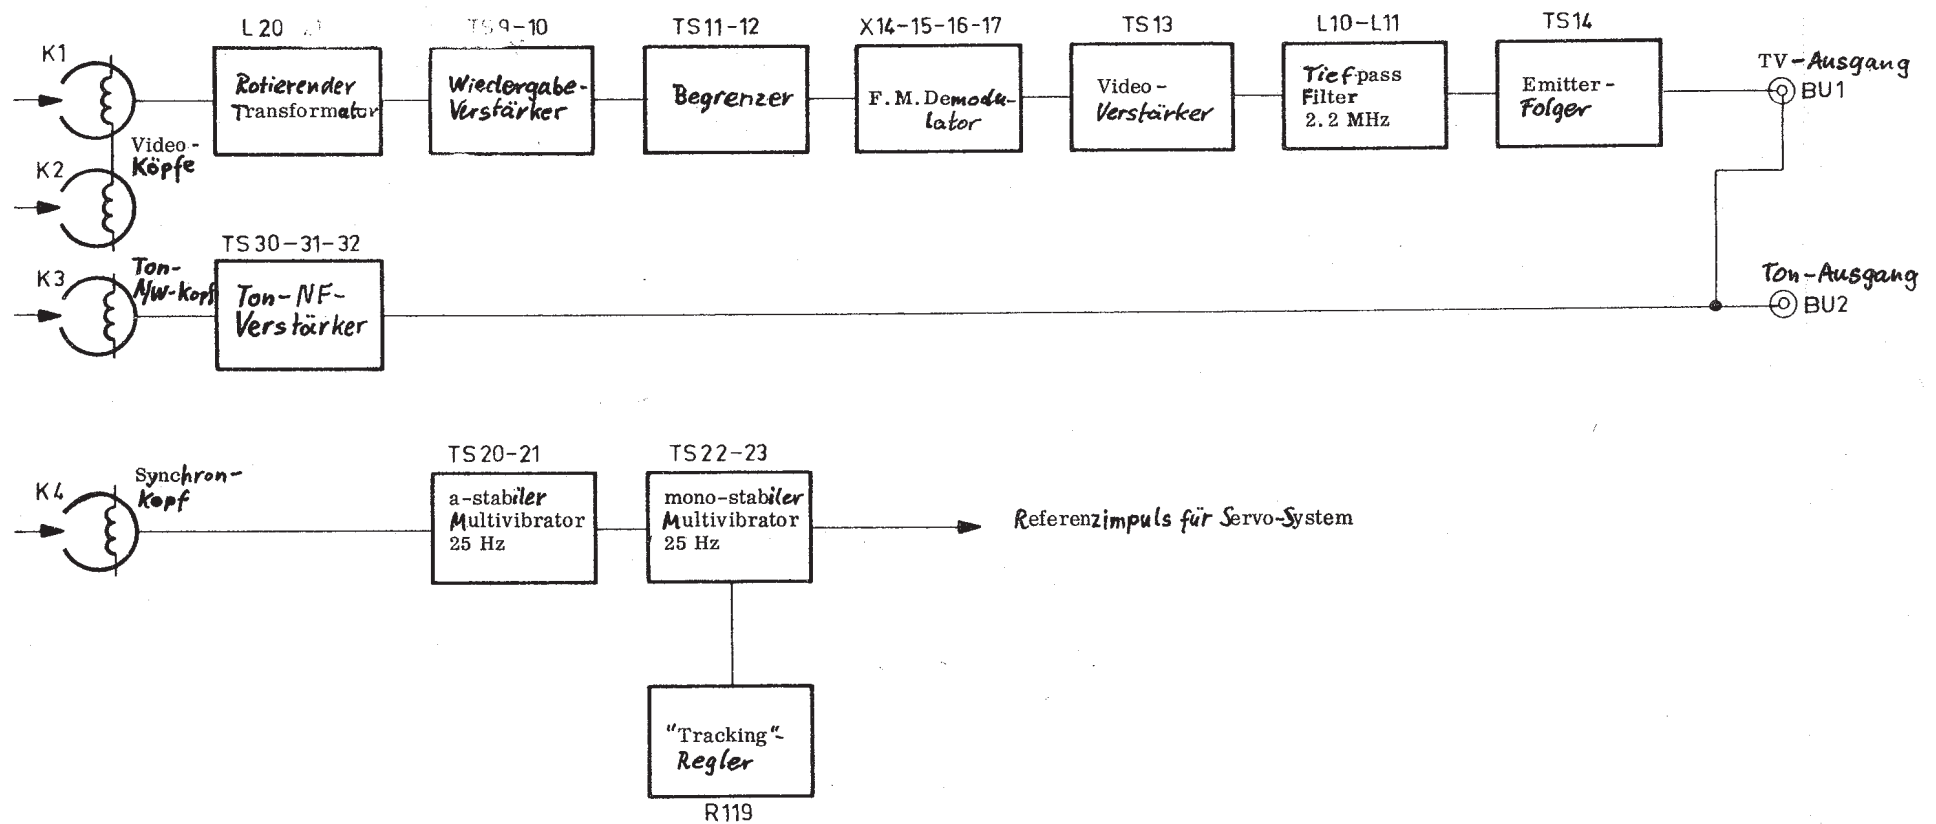 L20
TS9-10
TS11-12
X14-15-16-17
TS13
L10-L11
TS14
K1
Rotierender
Transformator
Wiedergabe-
Verstärker
Begrenzer
F.M. Demodu-
lator
Video-
Verstärker
Tiefpass
Filter
2.2 MHz
Emitter-
Folger
TV-Ausgang
BU1
Video-
Köpfe
K2
TS30-31-32
K3
Ton-
A/W-Kopf
Ton-NF-
Verstärker
Ton-Ausgang
BU2
TS20-21
TS22-23
K4
Synchron-
Kopf
a-stabiler
Multivibrator
25 Hz
mono-stabiler
Multivibrator
25 Hz
Referenzimpuls für Servo-System
"Tracking"-
Regler
R119